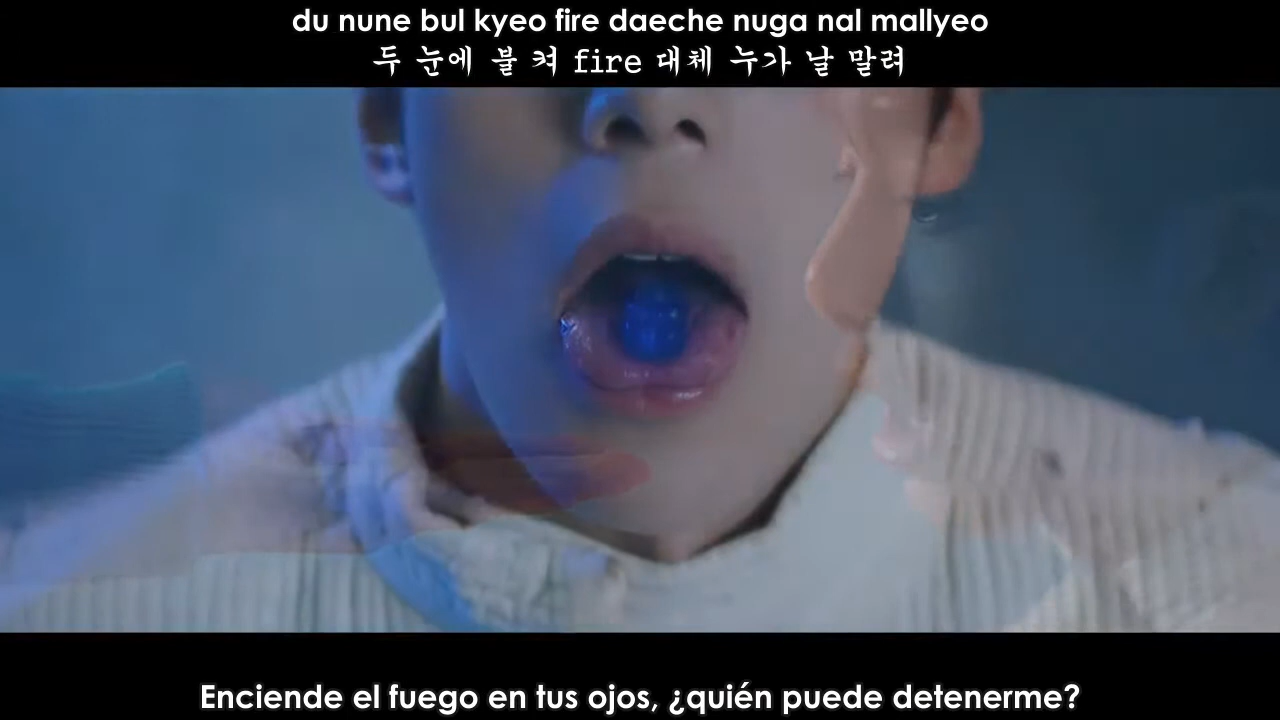 du nune bul kyeo fire daeche nuga nal mallyeo
두 눈에 불 켜 fire 대체 누가 날 말려
Enciende el fuego en tus ojos, ¿quién puede detenerme?